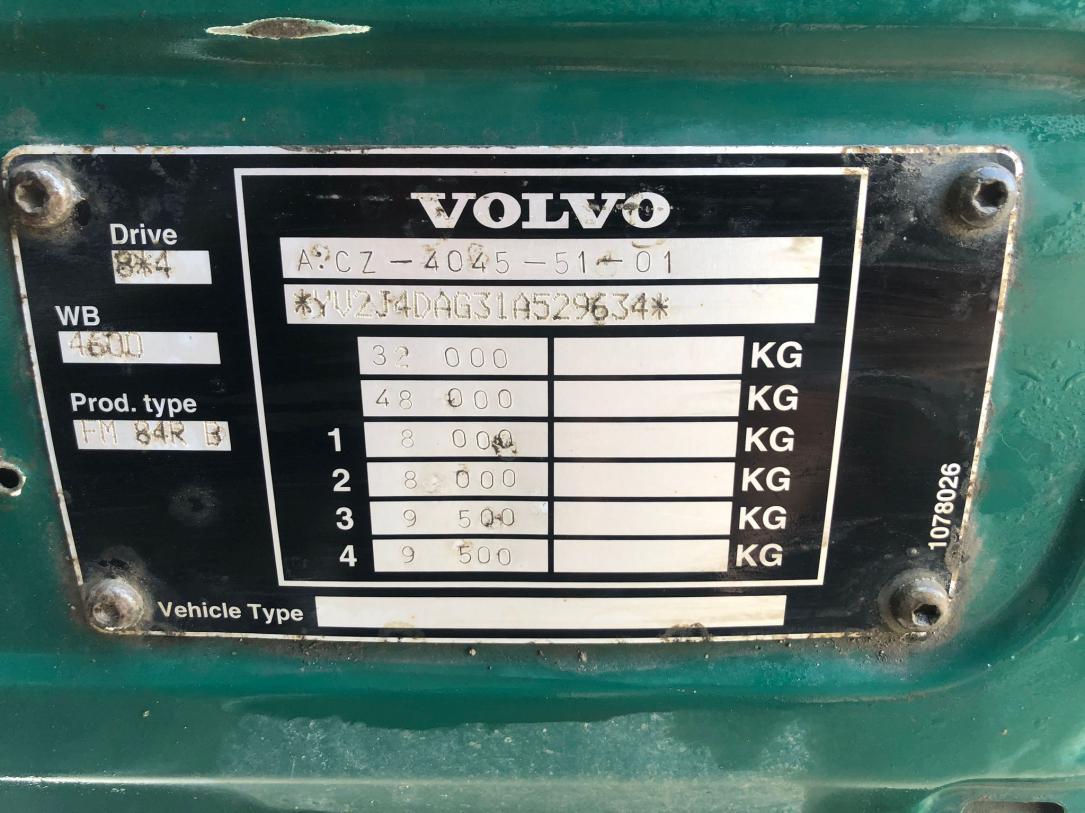 VOLVO
Drive
8*4
A.CZ-4045-51-01
*YV2J4DAG31A529634*
WB
4600
32 000 KG
48 000 KG
Prod. type
FM 84R B
1 8 000 KG
2 8 000 KG
3 9 500 KG
4 9 500 KG
Vehicle Type
1078026